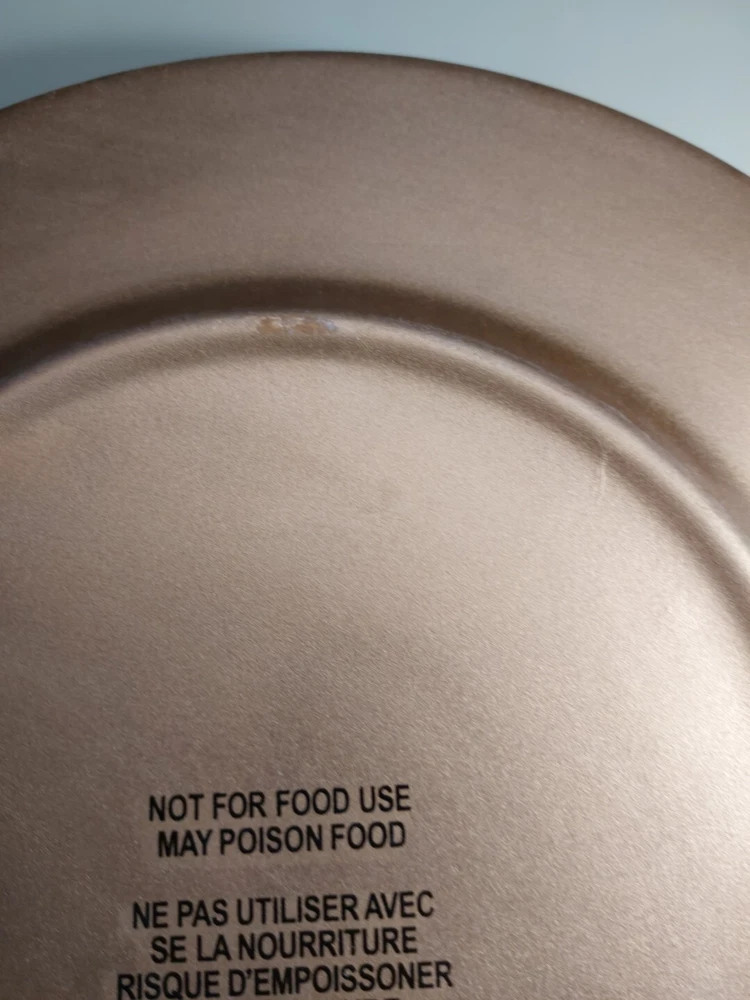 NOT FOR FOOD USE
MAY POISON FOOD
NE PAS UTILISER AVEC
SE LA NOURRITURE
RISQUE D'EMPOISSONER